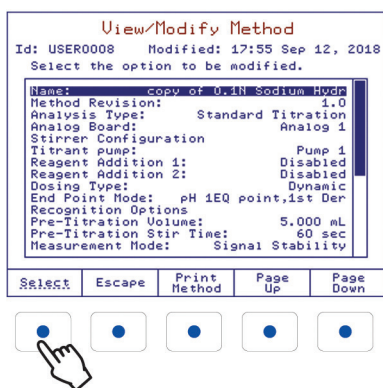 View/Modify Method
Id: USER0008 Modified: 17:55 Sep 12, 2018
Select the option to be modified.
Name: copy of 0.1N Sodium Hydr
Method Revision: 1.0
Analysis Type: Standard Titration
Analog Board: Analog 1
Stirrer Configuration
Titrant pump: Pump 1
Reagent Addition 1: Disabled
Reagent Addition 2: Disabled
Dosing Type: Dynamic
End Point Mode: pH 1EQ point,1st Der
Recognition Options
Pre-Titration Volume: 5.000 mL
Pre-Titration Stir Time: 60 sec
Measurement Mode: Signal Stability
Select Escape Print Method Page Up Page Down